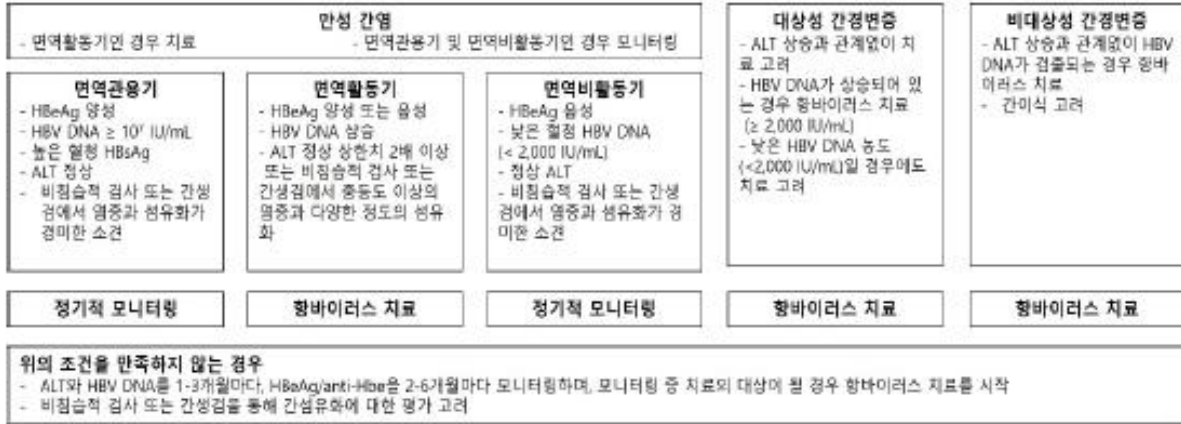 만성 간염
- 면역활동기인 경우 치료 - 면역관용기 및 면역비활동기인 경우 모니터링
면역관용기
- HBeAg 양성
- HBV DNA ≥ 10⁷ IU/mL
- 높은 혈청 HBsAg
- ALT 정상
- 비침습적 검사 또는 간생
검에서 염증과 섬유화가
경미한 소견
면역활동기
- HBeAg 양성 또는 음성
- HBV DNA 상승
- ALT 정상 상한치 2배 이상
또는 비침습적 검사 또는
간생검에서 중등도 이상의
염증과 다양한 정도의 섬유
화
면역비활동기
- HBeAg 음성
- 낮은 혈청 HBV DNA
(< 2,000 IU/mL)
- 정상 ALT
- 비침습적 검사 또는 간생
검에서 염증과 섬유화가 경
미한 소견
대상성 간경변증
- ALT 상승과 관계없이 치
료 고려
- HBV DNA가 상승되어 있
는 경우 항바이러스 치료
(≥ 2,000 IU/mL)
- 낮은 HBV DNA 농도
(<2,000 IU/mL)일 경우에도
치료 고려
비대상성 간경변증
- ALT 상승과 관계없이 HBV
DNA가 검출되는 경우 항바
이러스 치료
- 간이식 고려
정기적 모니터링
항바이러스 치료
정기적 모니터링
항바이러스 치료
항바이러스 치료
위의 조건을 만족하지 않는 경우
- ALT와 HBV DNA를 1-3개월마다, HBeAg/anti-Hbe을 2-6개월마다 모니터링하며, 모니터링 중 치료의 대상이 될 경우 항바이러스 치료를 시작
- 비침습적 검사 또는 간생검을 통해 간섬유화에 대한 평가 고려